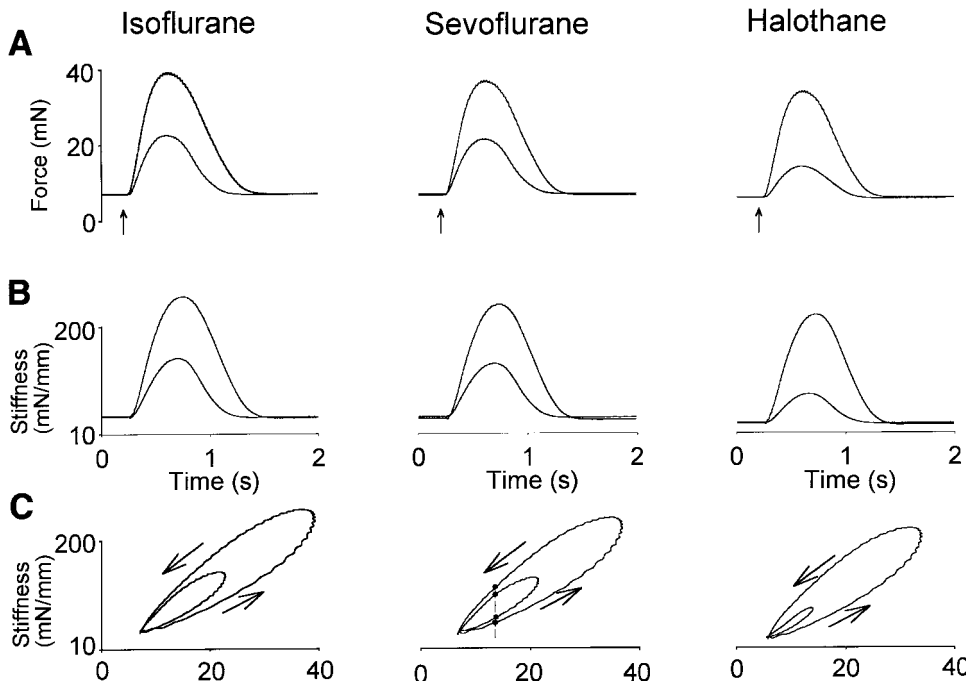 Isoflurane Sevoflurane Halothane
A
Force (mN)
40
20
0
B
Stiffness
(mN/mm)
200
10
0 1 2 0 1 2 0 1 2
Time (s) Time (s) Time (s)
C
Stiffness
(mN/mm)
200
10
0 20 40 0 20 40 0 20 40